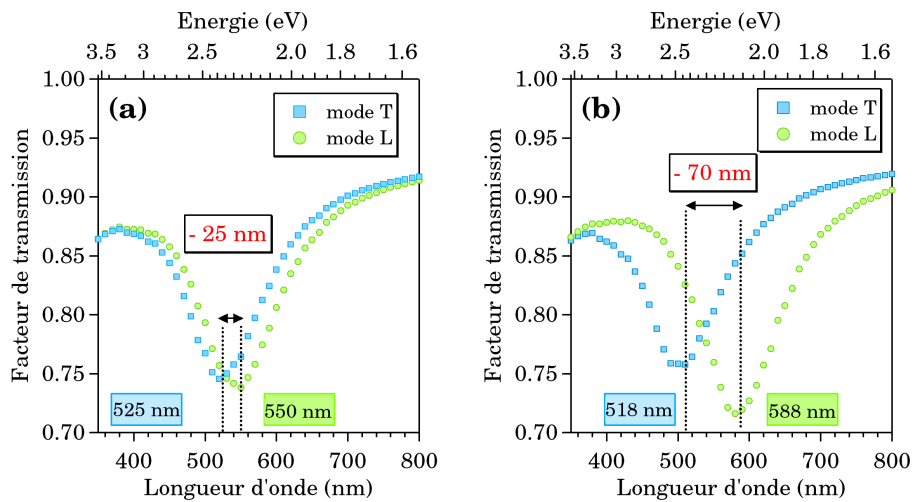 Energie (eV)
3.5 3 2.4 2.0 1.8 1.6
1.00
(a)
mode T
mode L
0.95
0.90
- 25 nm
0.85
0.80
0.75
525 nm
550 nm
0.70
400 500 600 700 800
Longueur d'onde (nm)
Facteur de transmission
Energie (eV)
3.5 3 2.4 2.0 1.8 1.6
1.00
(b)
mode T
mode L
0.95
- 70 nm
0.90
0.85
0.80
0.75
518 nm
588 nm
0.70
400 500 600 700 800
Longueur d'onde (nm)
Facteur de transmission